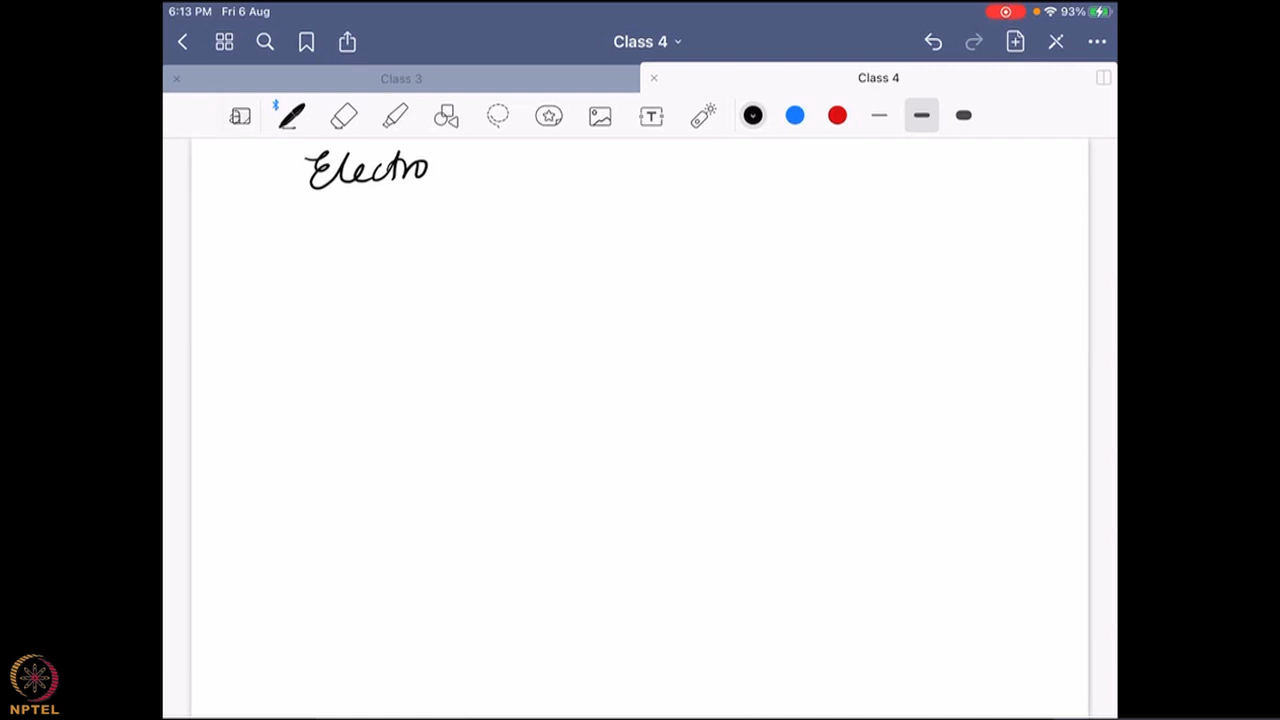 6:13 PM Fri 6 Aug 93%
Class 4
Class 3 Class 4
T
Electro
NPTEL